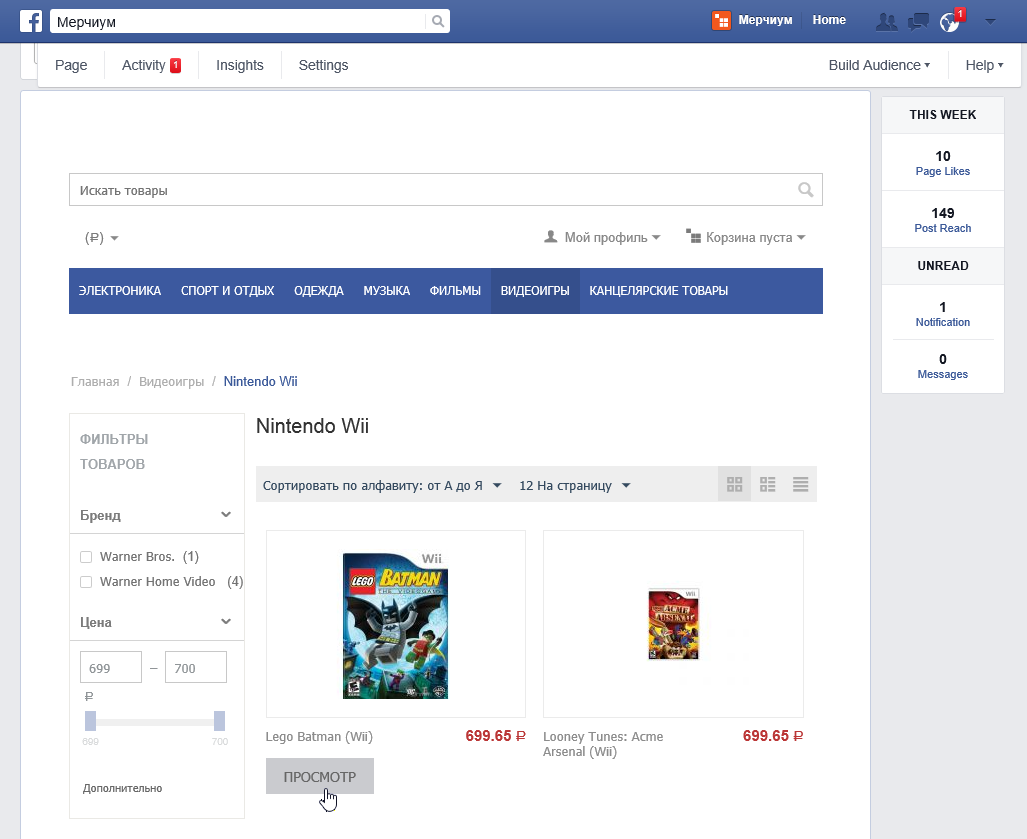 Мерчиум
Мерчиум Home 1
Page Activity 1 Insights Settings Build Audience Help
THIS WEEK
10
Page Likes
149
Post Reach
UNREAD
1
Notification
0
Messages
Искать товары
(₽) Мой профиль Корзина пуста
ЭЛЕКТРОНИКА СПОРТ И ОТДЫХ ОДЕЖДА МУЗЫКА ФИЛЬМЫ ВИДЕОИГРЫ КАНЦЕЛЯРСКИЕ ТОВАРЫ
Главная / Видеоигры / Nintendo Wii
ФИЛЬТРЫ
ТОВАРОВ
Бренд
Warner Bros. (1)
Warner Home Video (4)
Цена
699 – 700
₽
699 700
Дополнительно
Nintendo Wii
Сортировать по алфавиту: от А до Я 12 На страницу
Wii
LEGO BATMAN
THE VIDEOGAME
Wii
ACME
ARSENAL
Lego Batman (Wii) 699.65 ₽
Looney Tunes: Acme 699.65 ₽
Arsenal (Wii)
ПРОСМОТР